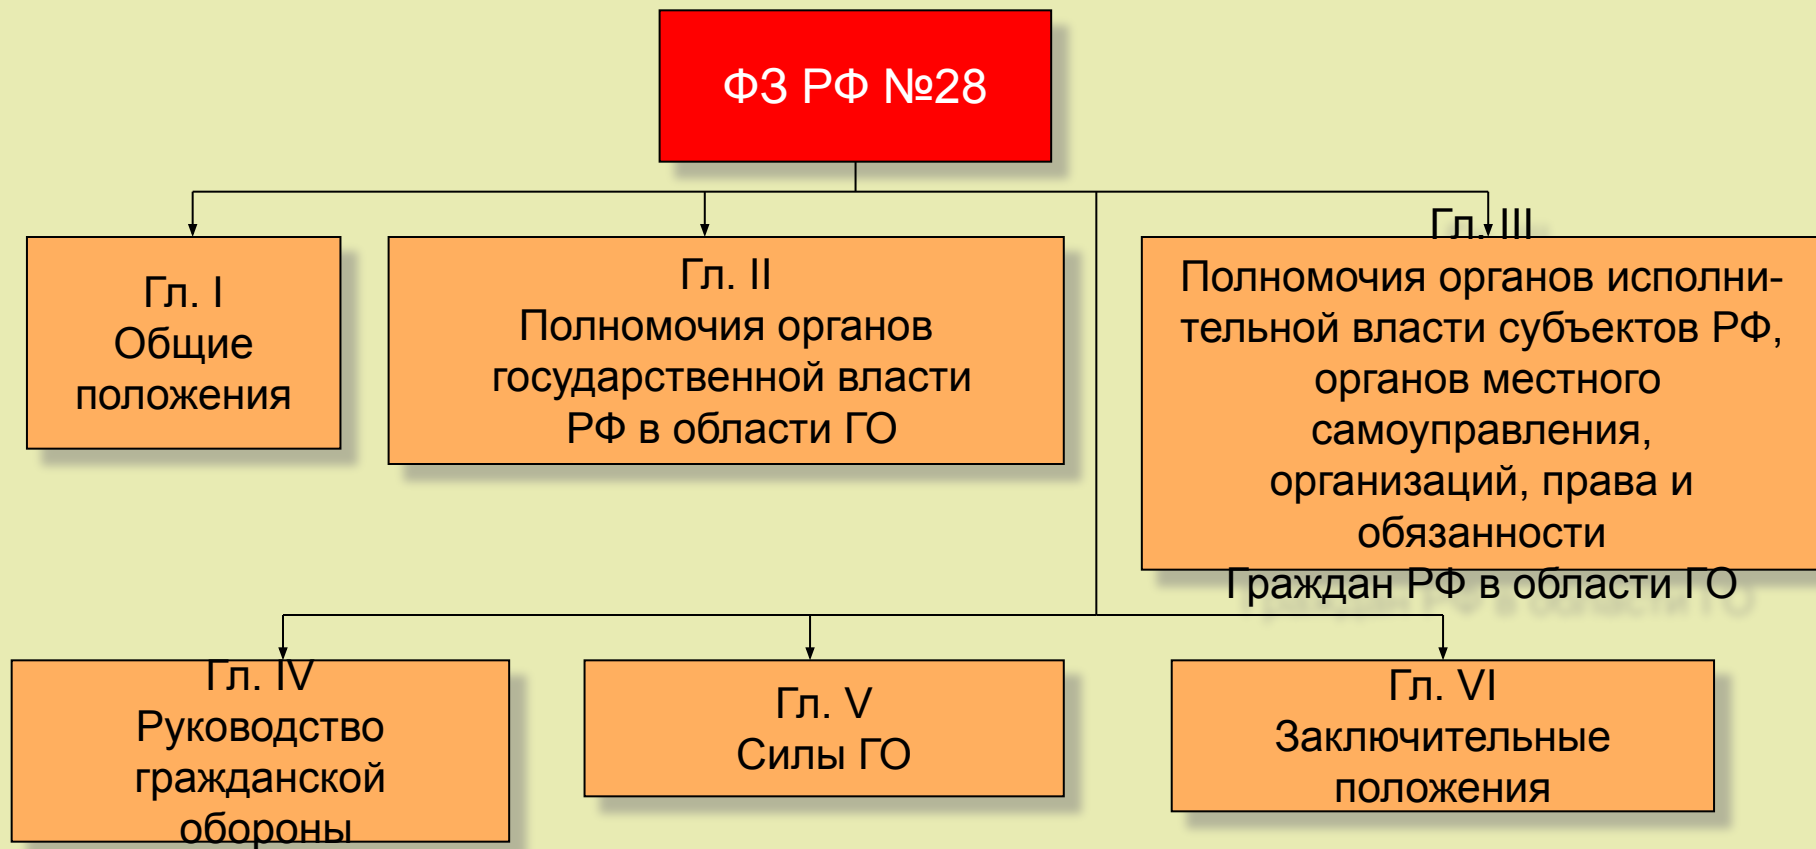 ФЗ РФ №28
Гл. I
Общие
положения
Гл. II
Полномочия органов
государственной власти
РФ в области ГО
Гл. III
Полномочия органов исполни-
тельной власти субъектов РФ,
органов местного
самоуправления,
организаций, права и
обязанности
Граждан РФ в области ГО
Гл. IV
Руководство
гражданской
обороны
Гл. V
Силы ГО
Гл. VI
Заключительные
положения